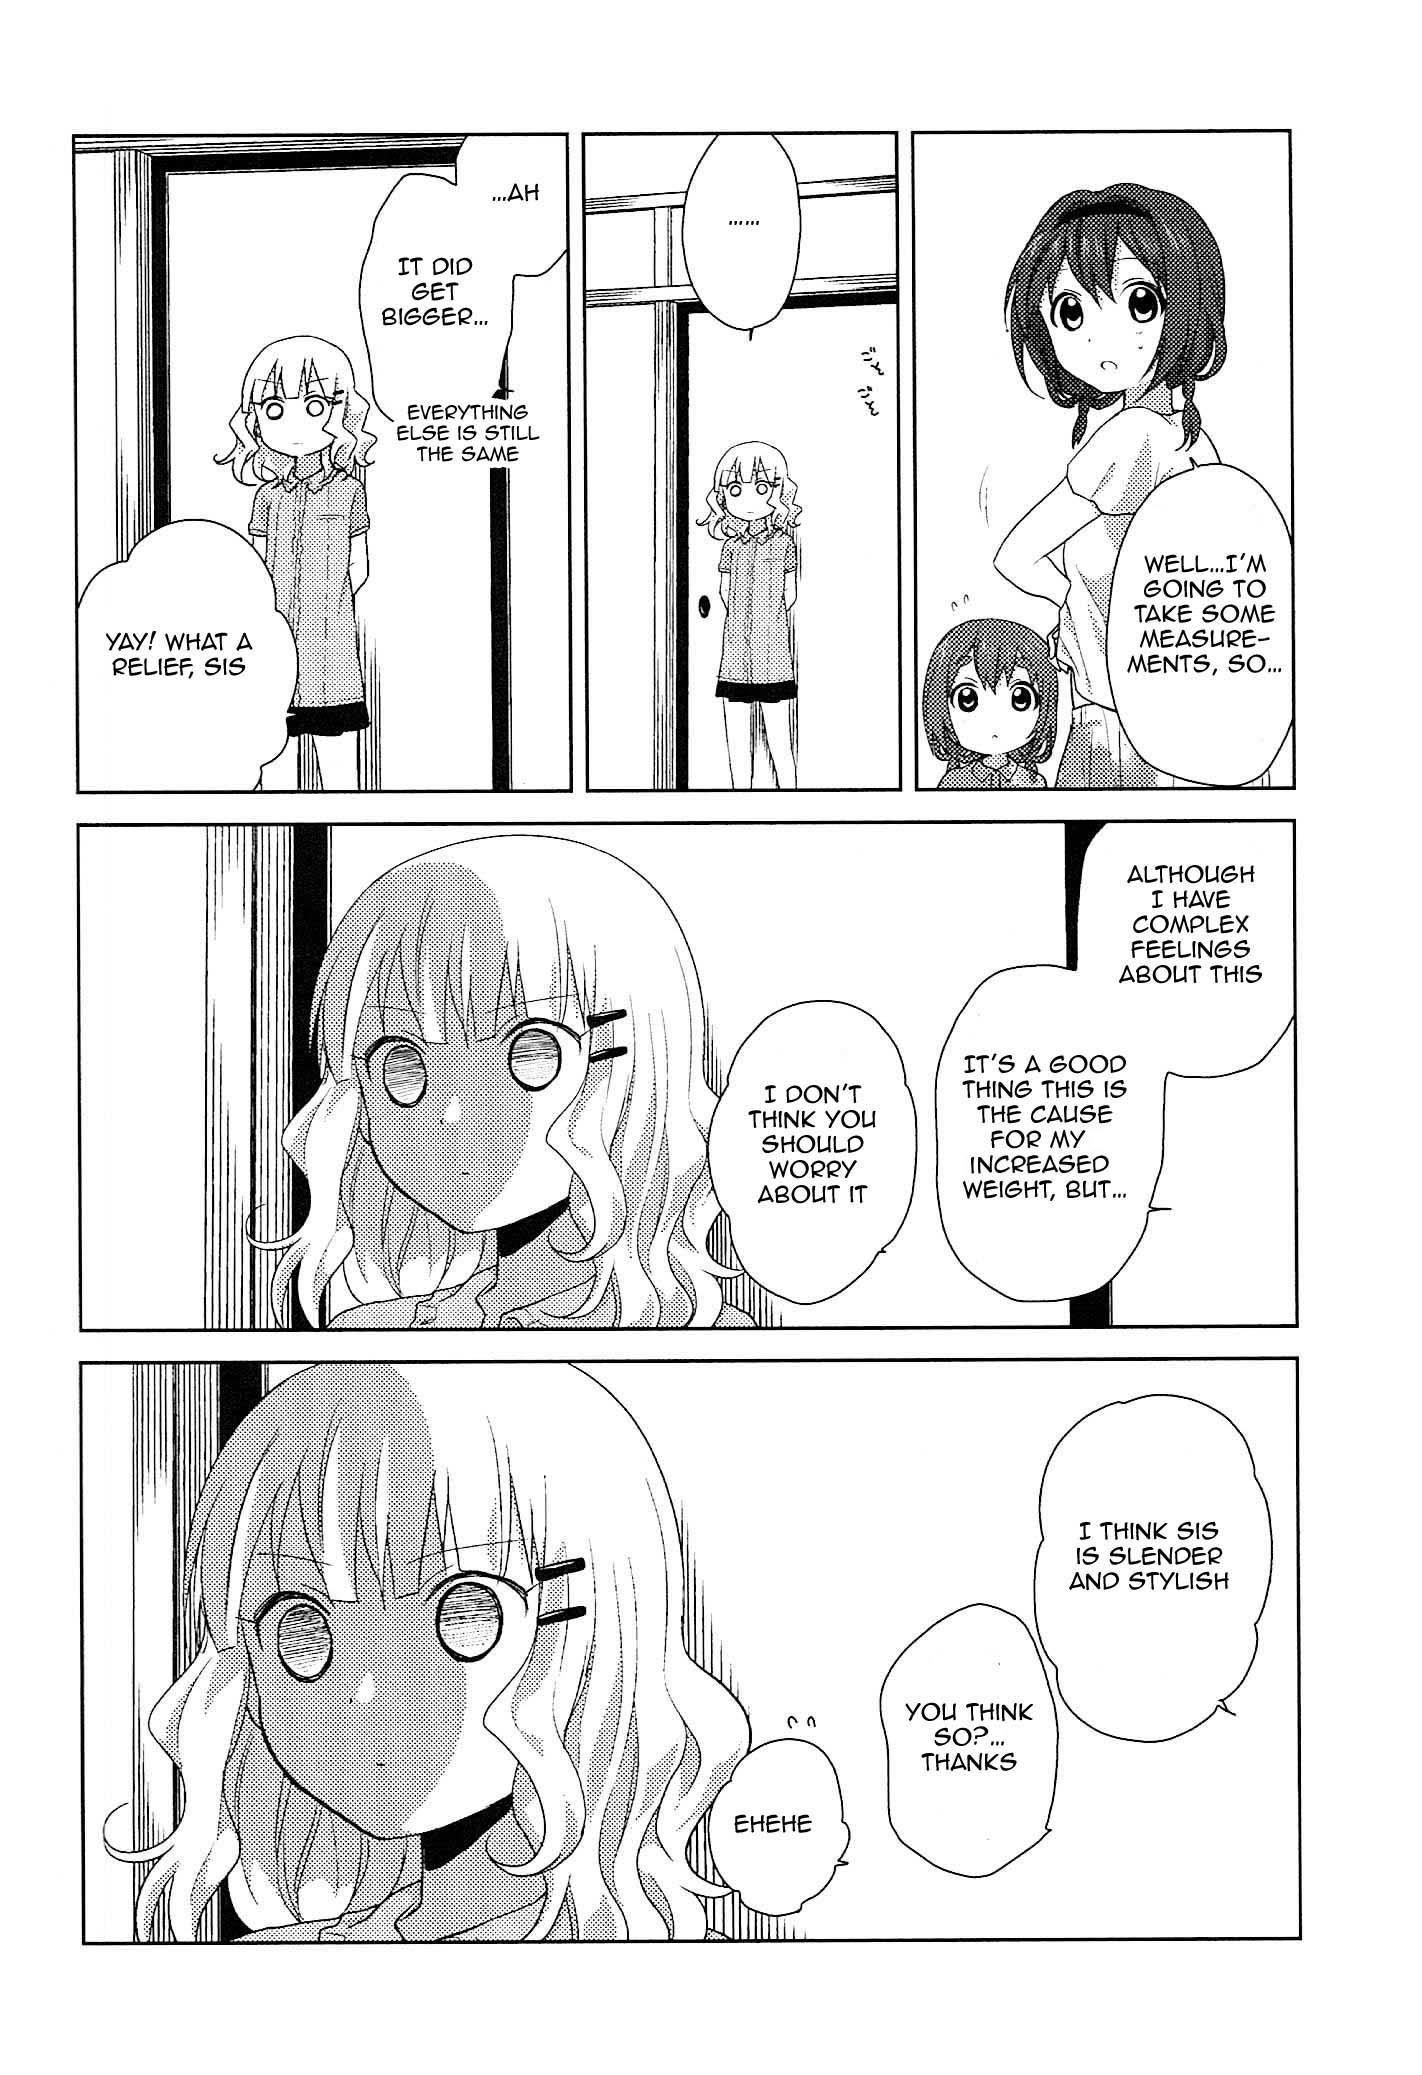 WELL...I'M
GOING TO
TAKE SOME
MEASURE-
MENTS, SO...
......
...AH
IT DID
GET
BIGGER...
EVERYTHING
ELSE IS STILL
THE SAME
YAY! WHAT A
RELIEF, SIS
ALTHOUGH
I HAVE
COMPLEX
FEELINGS
ABOUT THIS
IT'S A GOOD
THING THIS IS
THE CAUSE
FOR MY
INCREASED
WEIGHT, BUT...
I DON'T
THINK YOU
SHOULD
WORRY
ABOUT IT
I THINK SIS
IS SLENDER
AND STYLISH
YOU THINK
SO?...
THANKS
EHEHE